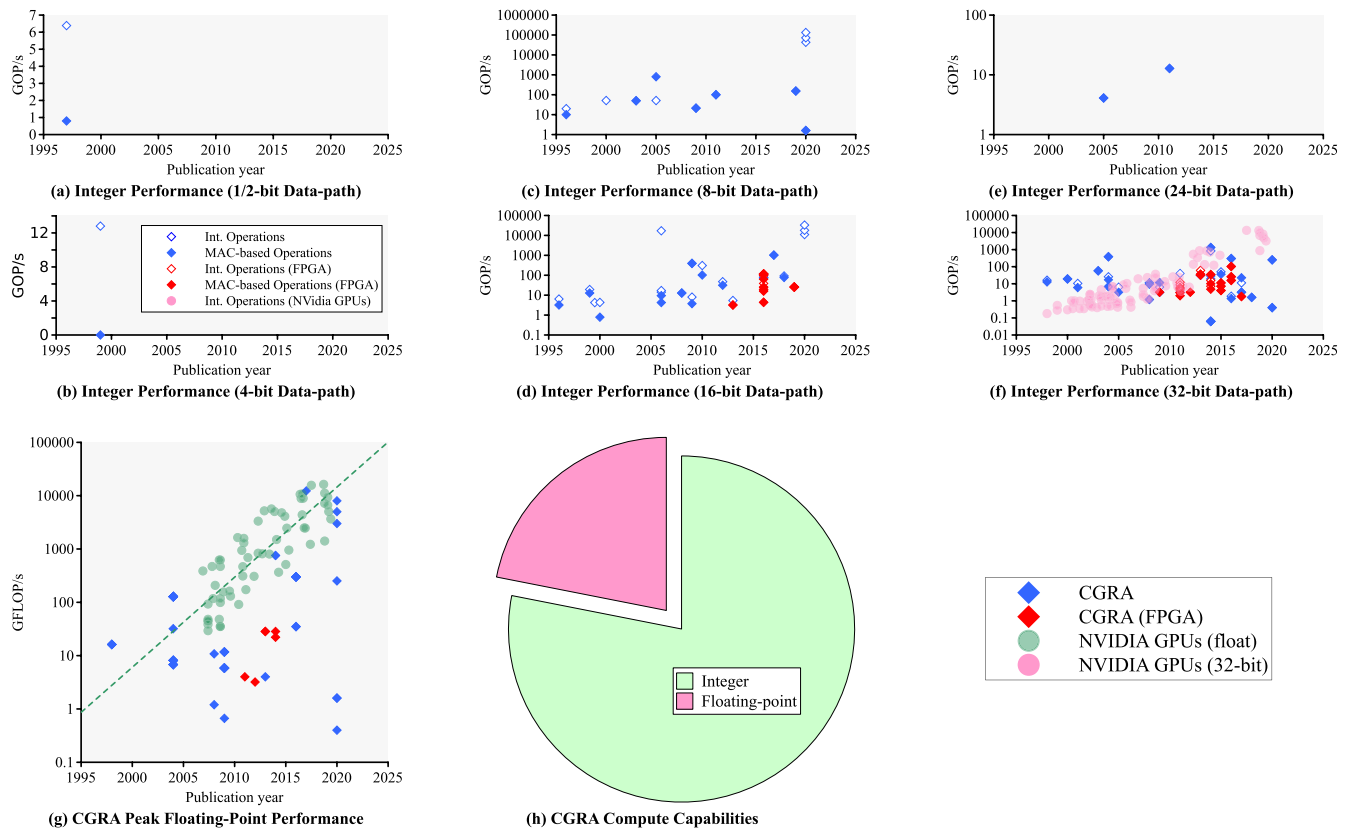 7
6
5
4
3
2
1
0
GOP/s
1995 2000 2005 2010 2015 2020 2025
Publication year
(a) Integer Performance (1/2-bit Data-path)
1000000
100000
10000
1000
100
10
1
GOP/s
1995 2000 2005 2010 2015 2020 2025
Publication year
(c) Integer Performance (8-bit Data-path)
100
10
1
GOP/s
1995 2000 2005 2010 2015 2020 2025
Publication year
(e) Integer Performance (24-bit Data-path)
12
8
4
0
GOP/s
Int. Operations
MAC-based Operations
Int. Operations (FPGA)
MAC-based Operations (FPGA)
Int. Operations (NVidia GPUs)
1995 2000 2005 2010 2015 2020 2025
Publication year
(b) Integer Performance (4-bit Data-path)
100000
10000
1000
100
10
1
0.1
GOP/s
1995 2000 2005 2010 2015 2020 2025
Publication year
(d) Integer Performance (16-bit Data-path)
100000
10000
1000
100
10
1
0.1
0.01
GOP/s
1995 2000 2005 2010 2015 2020 2025
Publication year
(f) Integer Performance (32-bit Data-path)
100000
10000
1000
100
10
1
0.1
GFLOP/s
1995 2000 2005 2010 2015 2020 2025
Publication year
(g) CGRA Peak Floating-Point Performance
Integer
Floating-point
(h) CGRA Compute Capabilities
CGRA
CGRA (FPGA)
NVIDIA GPUs (float)
NVIDIA GPUs (32-bit)